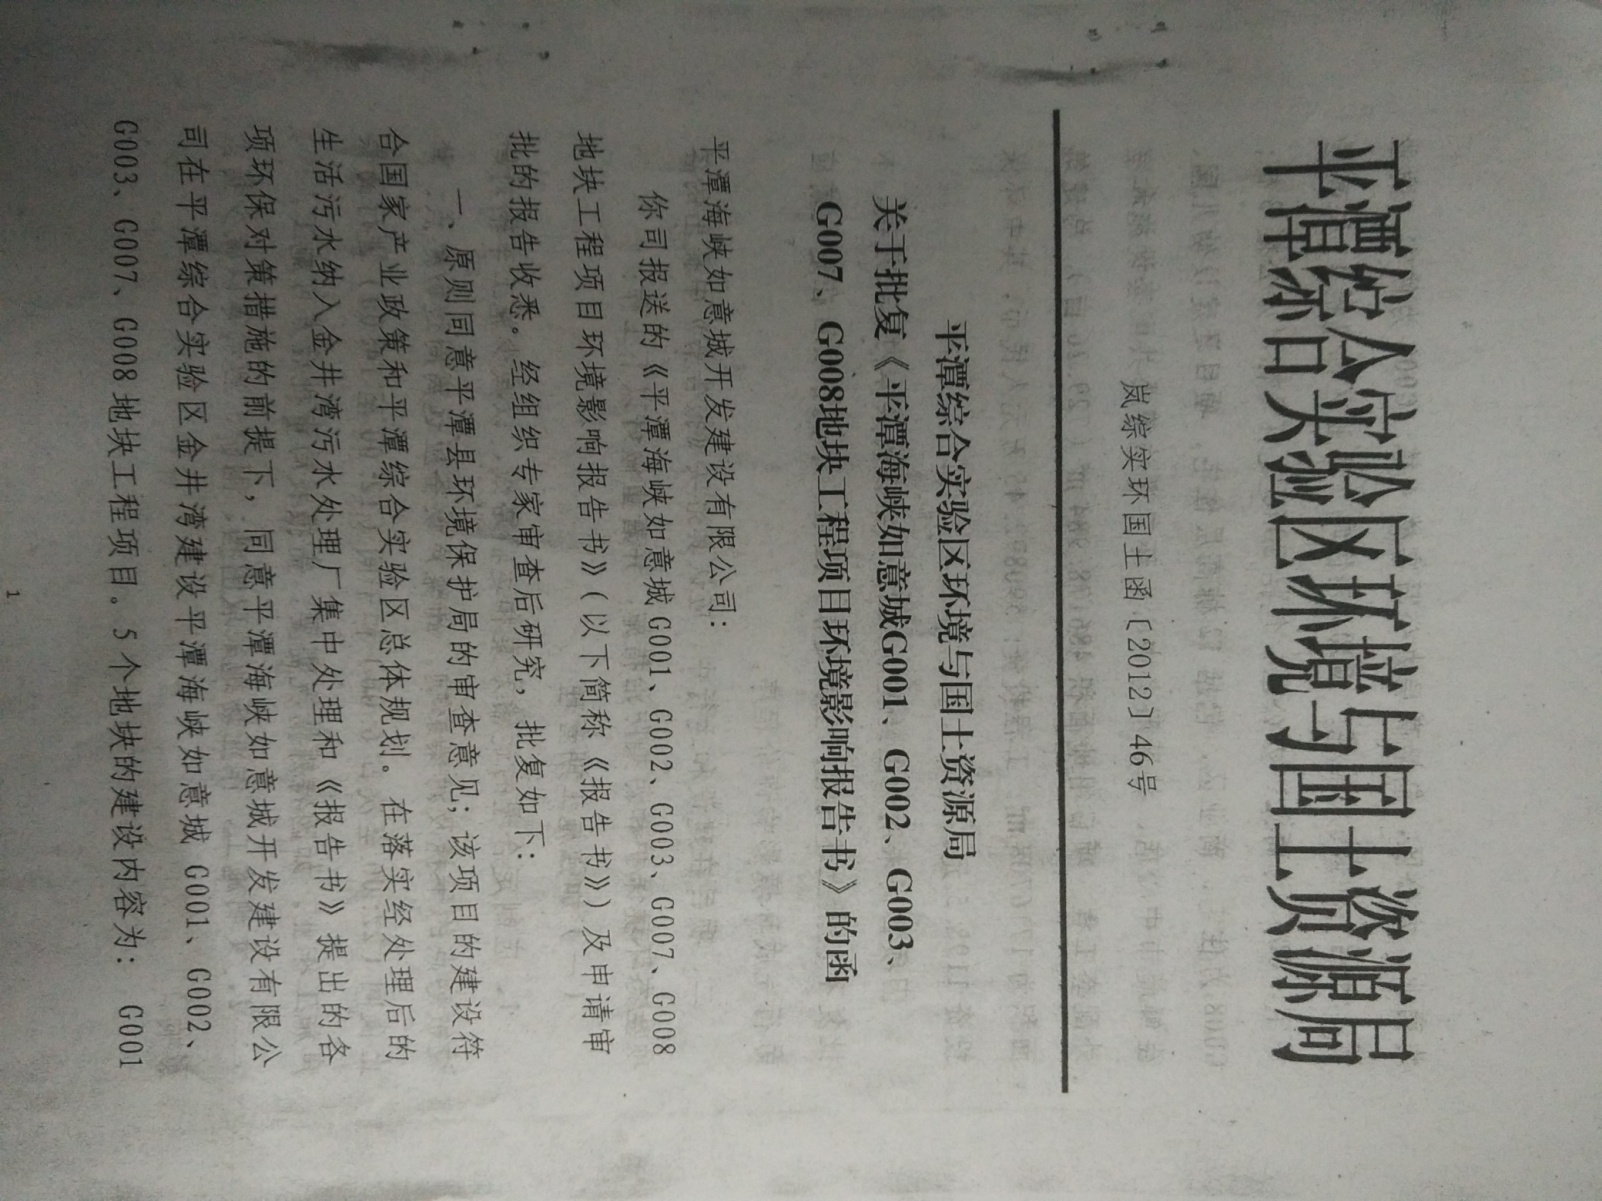 平潭综合实验区环境与国土资源局
岚综实环国土函〔2012〕46号
平潭综合实验区环境与国土资源局
关于批复《平潭海峡如意城G001、G002、G003、
G007、G008地块工程项目环境影响报告书》的函
平潭海峡如意城开发建设有限公司：
你司报送的《平潭海峡如意城G001、G002、G003、G007、G008
地块工程项目环境影响报告书》（以下简称《报告书》）及申请审
批的报告收悉。经组织专家审查后研究，批复如下：
一、原则同意平潭县环境保护局的审查意见；该项目的建设符
合国家产业政策和平潭综合实验区总体规划。在落实经处理后的
生活污水纳入金井湾污水处理厂集中处理和《报告书》提出的各
项环保对策措施的前提下，同意平潭海峡如意城开发建设有限公
司在平潭综合实验区金井湾建设平潭海峡如意城 G001、G002、
G003、G007、G008 地块工程项目。5 个地块的建设内容为： G001
1